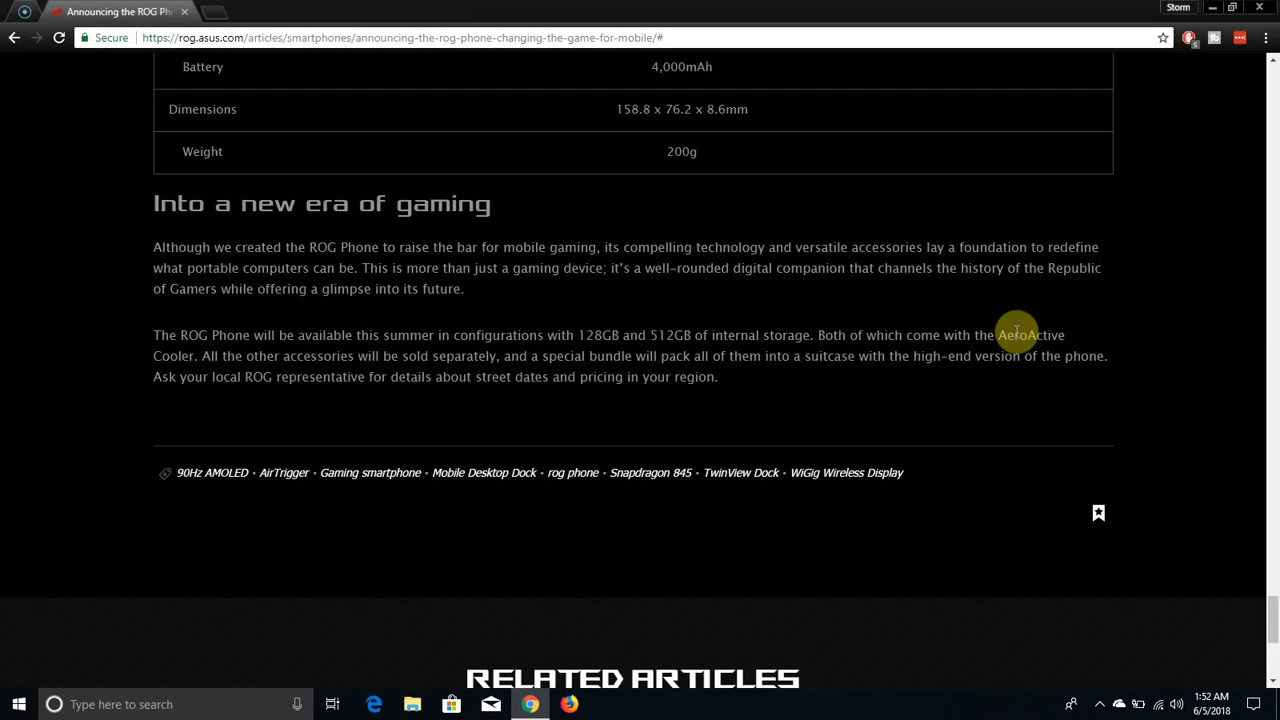 Announcing the ROG Ph
Storm
Secure
https://rog.asus.com/articles/smartphones/announcing-the-rog-phone-changing-the-game-for-mobile/#
Battery 4,000mAh
Dimensions 158.8 x 76.2 x 8.6mm
Weight 200g
Into a new era of gaming
Although we created the ROG Phone to raise the bar for mobile gaming, its compelling technology and versatile accessories lay a foundation to redefine
what portable computers can be. This is more than just a gaming device; it's a well-rounded digital companion that channels the history of the Republic
of Gamers while offering a glimpse into its future.
The ROG Phone will be available this summer in configurations with 128GB and 512GB of internal storage. Both of which come with the AeroActive
Cooler. All the other accessories will be sold separately, and a special bundle will pack all of them into a suitcase with the high-end version of the phone.
Ask your local ROG representative for details about street dates and pricing in your region.
90Hz AMOLED • AirTrigger • Gaming smartphone • Mobile Desktop Dock • rog phone • Snapdragon 845 • TwinView Dock • WiGig Wireless Display
RELATED ARTICLES
Type here to search
1:52 AM
6/5/2018